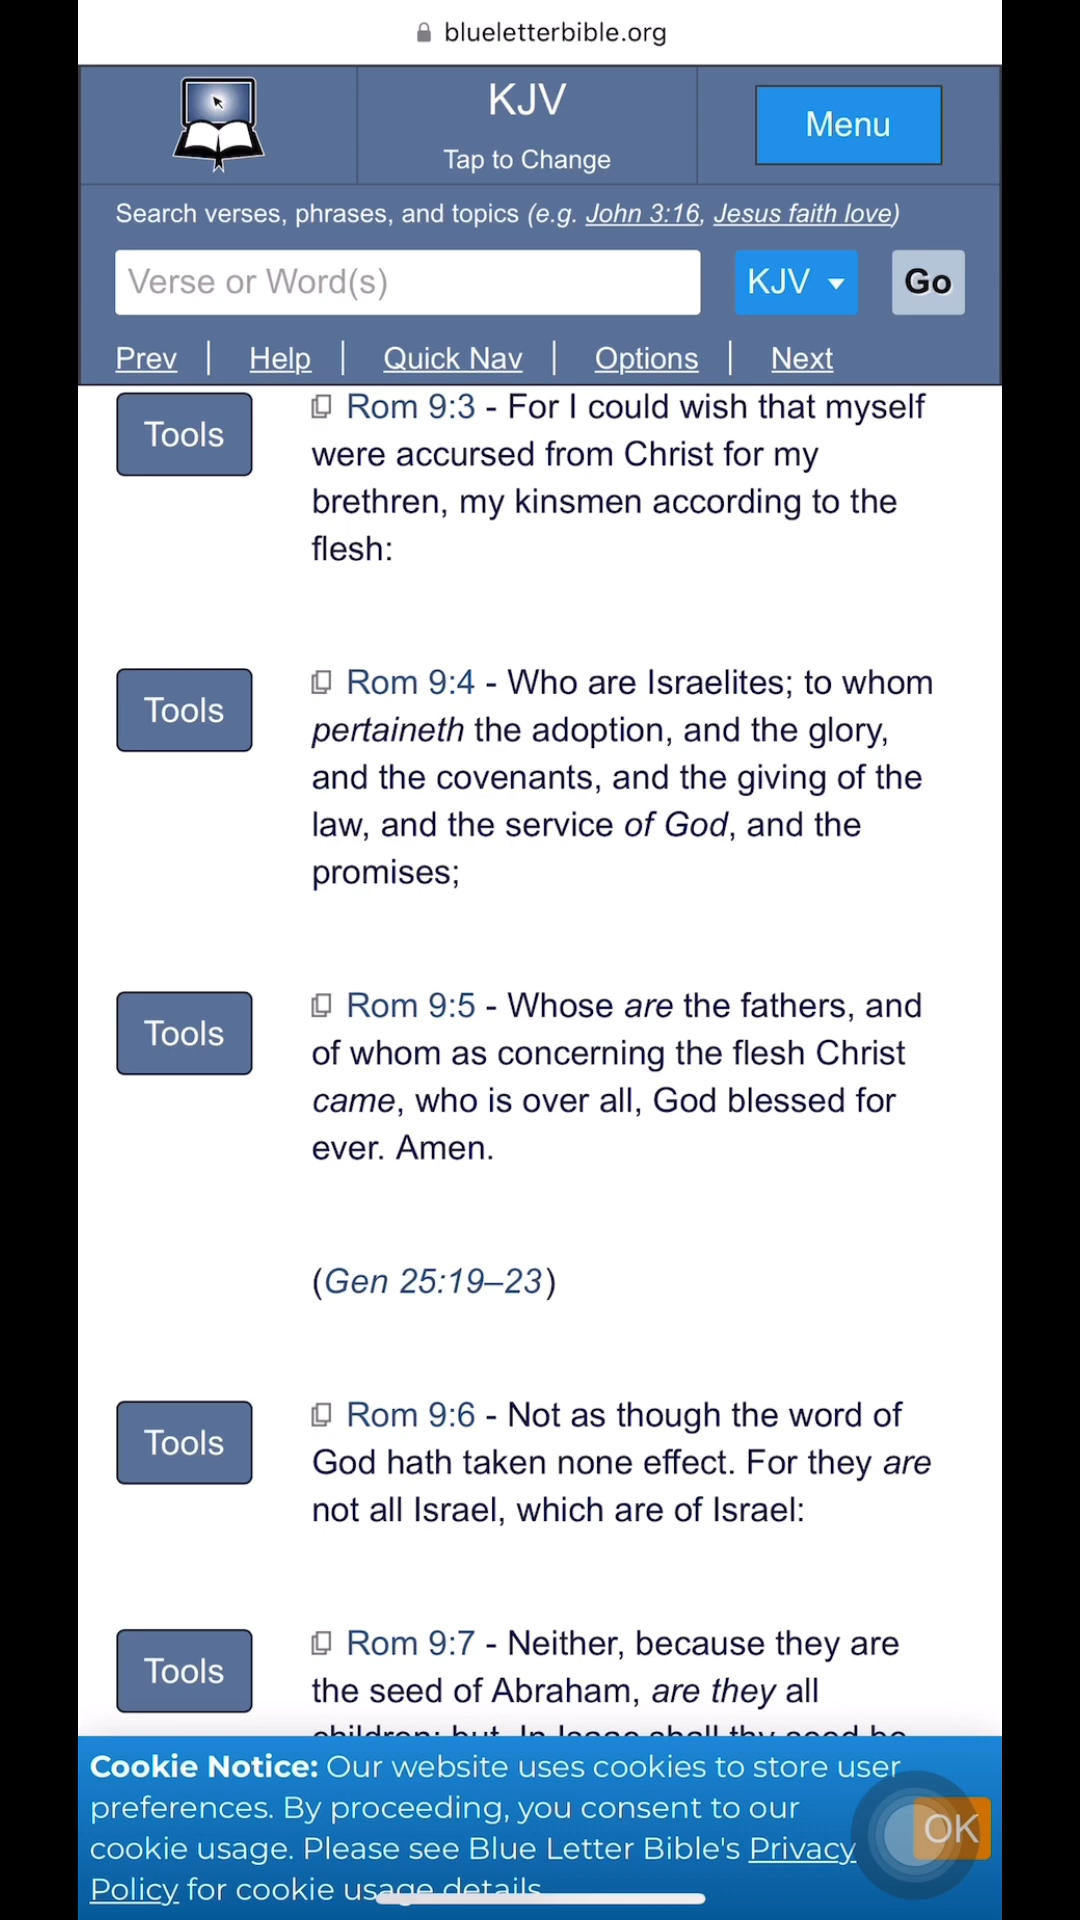 blueletterbible.org
KJV
Tap to Change
Menu
Search verses, phrases, and topics (e.g. John 3:16, Jesus faith love)
Verse or Word(s)
KJV
Go
Prev | Help | Quick Nav | Options | Next
Tools
Rom 9:3 - For I could wish that myself
were accursed from Christ for my
brethren, my kinsmen according to the
flesh:
Tools
Rom 9:4 - Who are Israelites; to whom
pertaineth the adoption, and the glory,
and the covenants, and the giving of the
law, and the service of God, and the
promises;
Tools
Rom 9:5 - Whose are the fathers, and
of whom as concerning the flesh Christ
came, who is over all, God blessed for
ever. Amen.
(Gen 25:19–23)
Tools
Rom 9:6 - Not as though the word of
God hath taken none effect. For they are
not all Israel, which are of Israel:
Tools
Rom 9:7 - Neither, because they are
the seed of Abraham, are they all
children: but, In Isaac shall thy seed be
Cookie Notice: Our website uses cookies to store user
preferences. By proceeding, you consent to our
cookie usage. Please see Blue Letter Bible's Privacy
Policy for cookie usage details.
OK